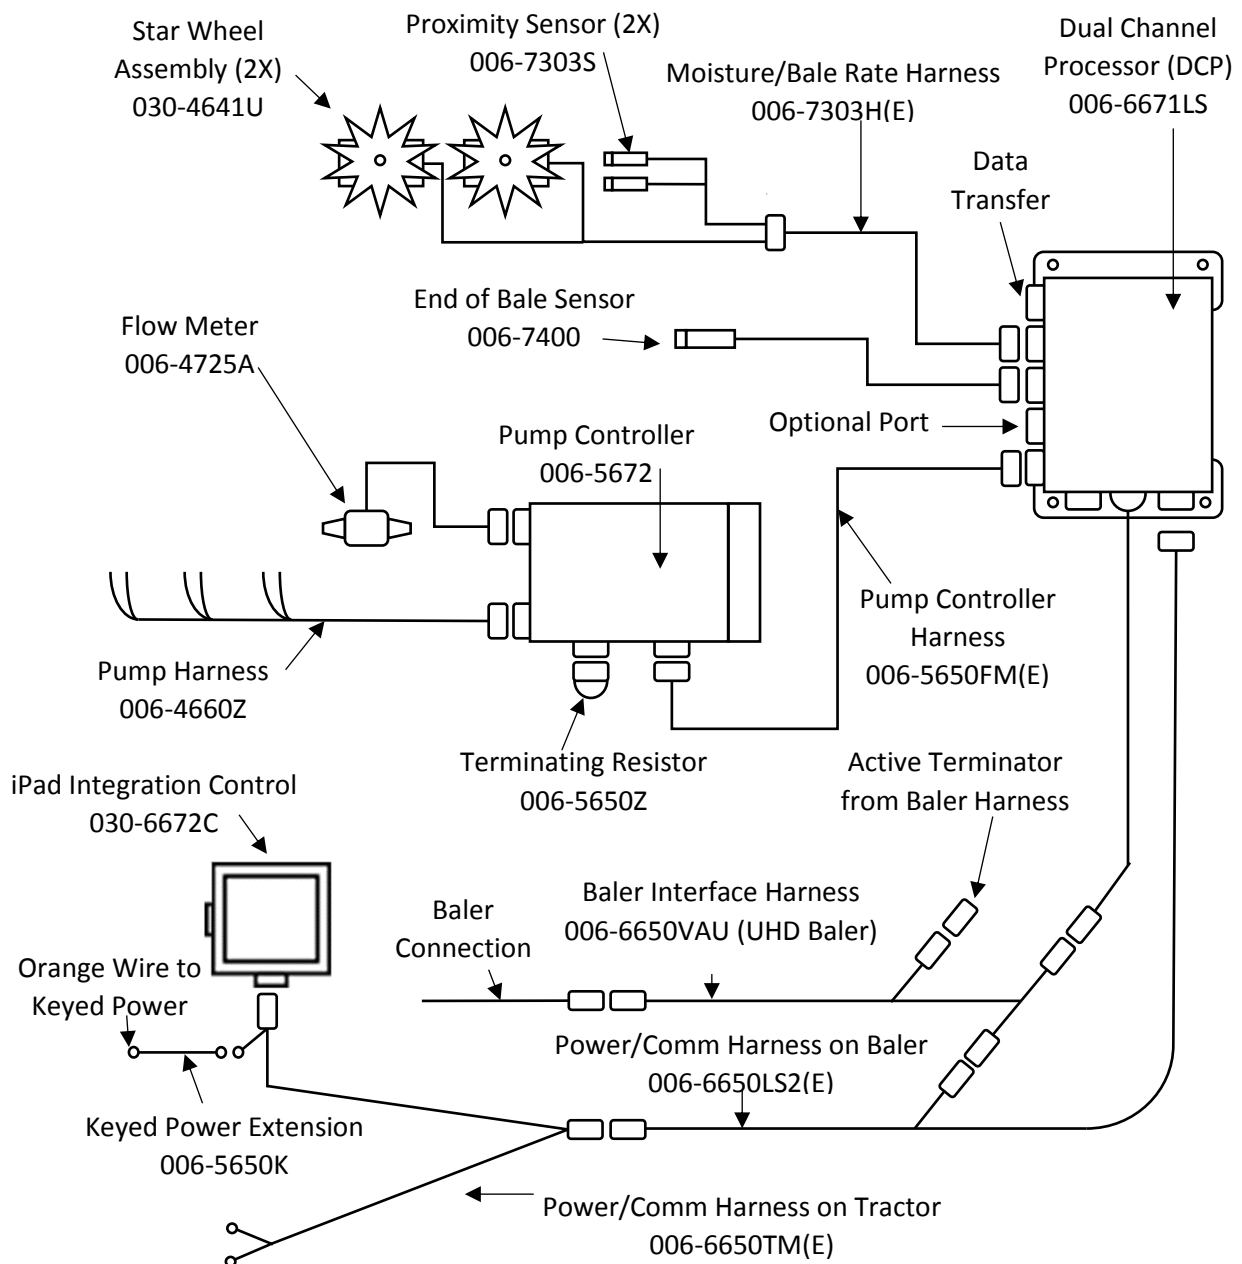 Star Wheel
Assembly (2X)
030-4641U
Proximity Sensor (2X)
006-7303S
Moisture/Bale Rate Harness
006-7303H(E)
Dual Channel
Processor (DCP)
006-6671LS
Data
Transfer
End of Bale Sensor
006-7400
Flow Meter
006-4725A
Optional Port
Pump Controller
006-5672
Pump Controller
Harness
006-5650FM(E)
Pump Harness
006-4660Z
Terminating Resistor
006-5650Z
Active Terminator
from Baler Harness
iPad Integration Control
030-6672C
Baler Interface Harness
006-6650VAU (UHD Baler)
Baler
Connection
Orange Wire to
Keyed Power
Power/Comm Harness on Baler
006-6650LS2(E)
Keyed Power Extension
006-5650K
Power/Comm Harness on Tractor
006-6650TM(E)